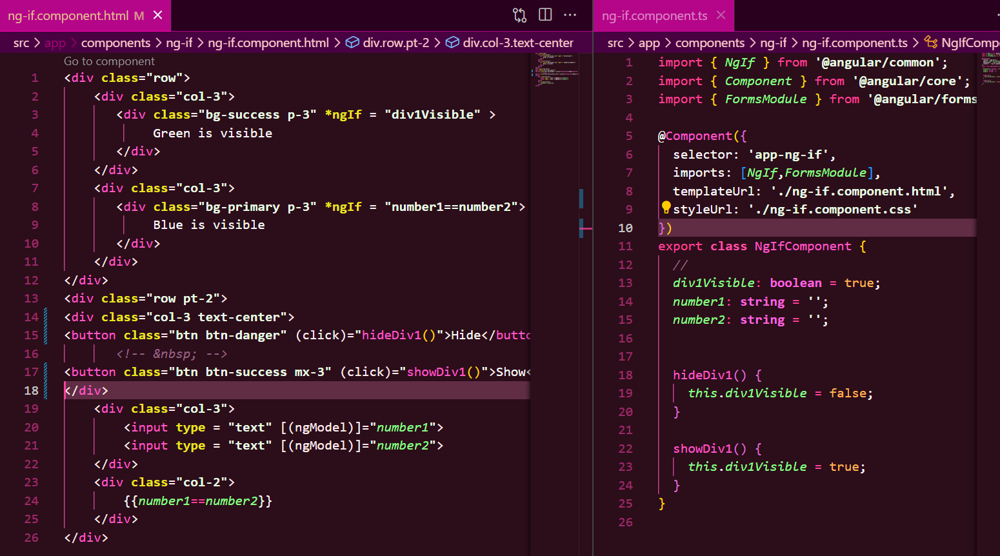 ng-if.component.html M
src > app > components > ng-if > ng-if.component.html > div.row.pt-2 > div.col-3.text-center
Go to component
1 <div class="row">
2 <div class="col-3">
3 <div class="bg-success p-3" *ngIf = "div1Visible" >
4 Green is visible
5 </div>
6 </div>
7 <div class="col-3">
8 <div class="bg-primary p-3" *ngIf = "number1==number2">
9 Blue is visible
10 </div>
11 </div>
12 </div>
13 <div class="row pt-2">
14 <div class="col-3 text-center">
15 <button class="btn btn-danger" (click)="hideDiv1()">Hide</butto
16 <!-- &nbsp; -->
17 <button class="btn btn-success mx-3" (click)="showDiv1()">Show<
18 </div>
19 <div class="col-3">
20 <input type = "text" [(ngModel)]="number1">
21 <input type = "text" [(ngModel)]="number2">
22 </div>
23 <div class="col-2">
24 {{number1==number2}}
25 </div>
26 </div>
ng-if.component.ts
src > app > components > ng-if > ng-if.component.ts > NgIfCompo
1 import { NgIf } from '@angular/common';
2 import { Component } from '@angular/core';
3 import { FormsModule } from '@angular/forms
4
5 @Component({
6 selector: 'app-ng-if',
7 imports: [NgIf,FormsModule],
8 templateUrl: './ng-if.component.html',
9 styleUrl: './ng-if.component.css'
10 })
11 export class NgIfComponent {
12 //
13 div1Visible: boolean = true;
14 number1: string = '';
15 number2: string = '';
16
17
18 hideDiv1() {
19 this.div1Visible = false;
20 }
21
22 showDiv1() {
23 this.div1Visible = true;
24 }
25 }
26